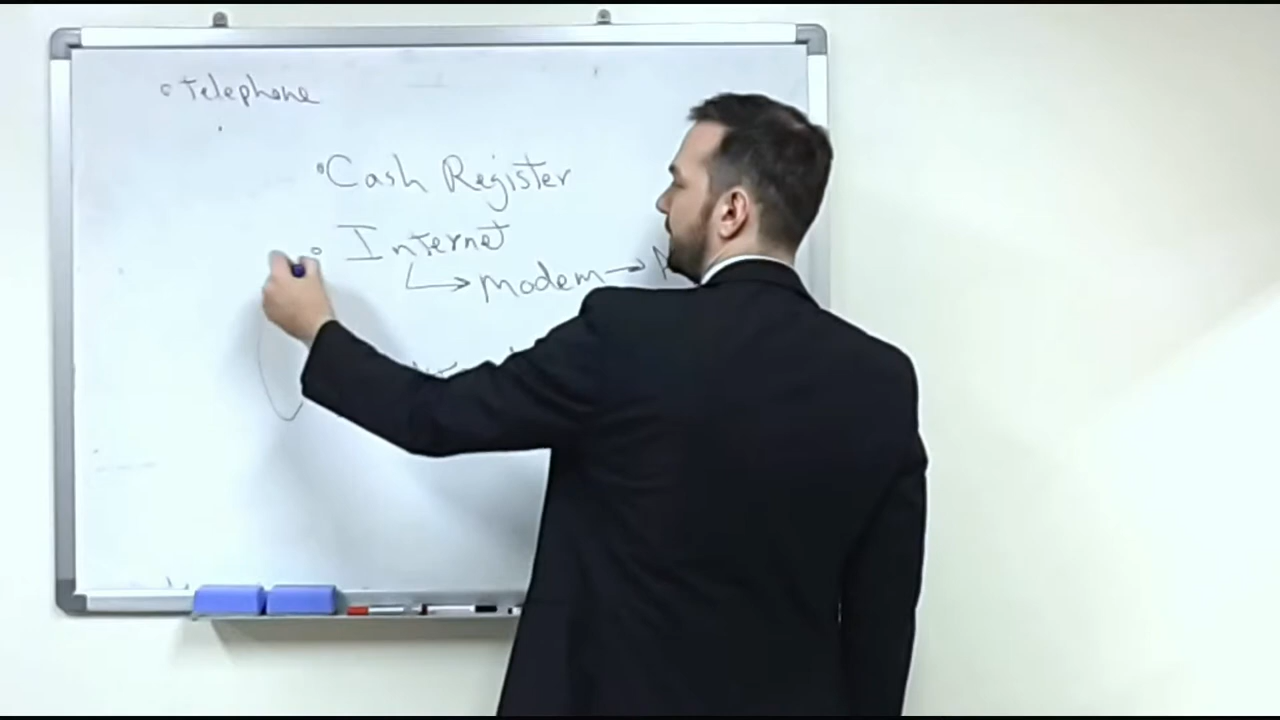 Telephone
Cash Register
Internet
Modem →